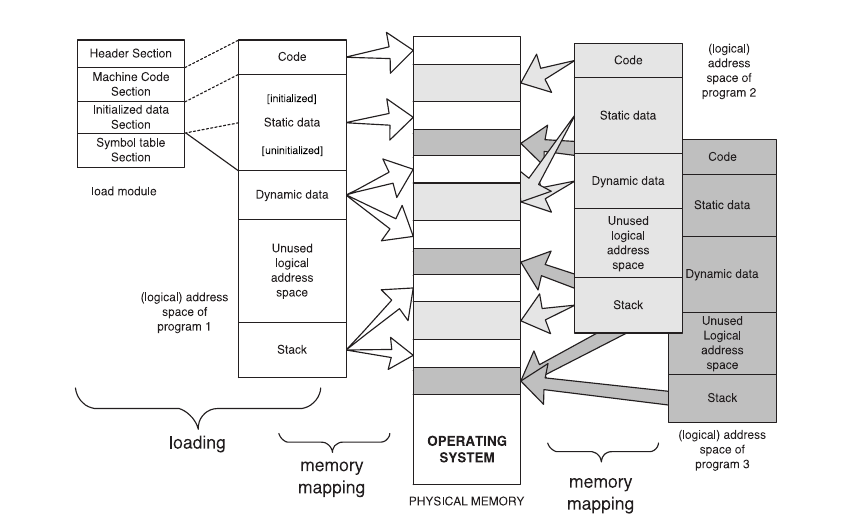 Header Section
Machine Code
Section
Initialized data
Section
Symbol table
Section
load module
Code
[initialized]
Static data
[uninitialized]
Dynamic data
Unused
logical
address
space
Stack
(logical) address
space of
program 1
loading
memory
mapping
OPERATING
SYSTEM
PHYSICAL MEMORY
Code
Static data
Dynamic data
Unused
logical
address
space
Stack
(logical)
address
space of
program 2
Code
Static data
Dynamic data
Unused
Logical
address
space
Stack
(logical) address
space of
program 3
memory
mapping